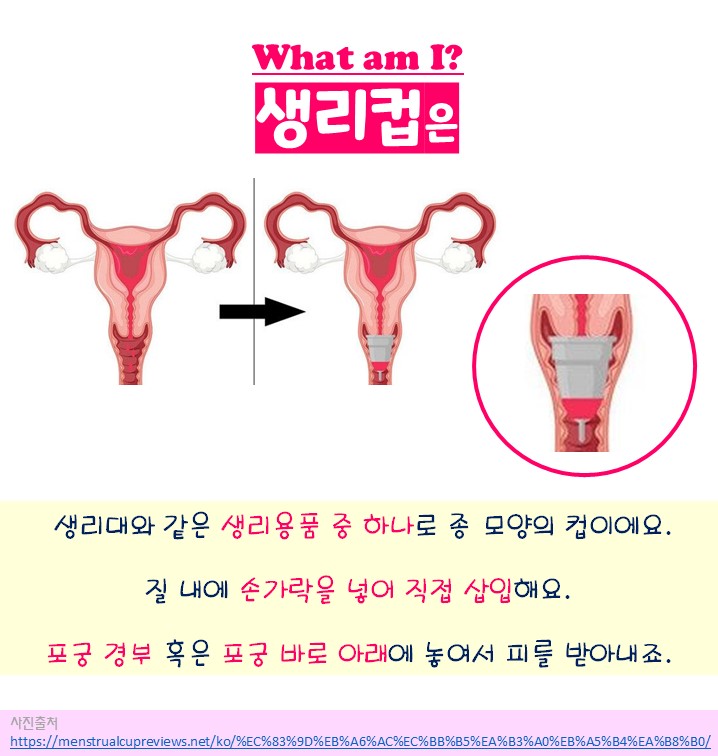 What am I?
생리컵은
생리대와 같은 생리용품 중 하나로 종 모양의 컵이에요.
질 내에 손가락을 넣어 직접 삽입해요.
포궁 경부 혹은 포궁 바로 아래에 놓여서 피를 받아내죠.
사진출처
https://menstrualcupreviews.net/ko/%EC%83%9D%EB%A6%AC%EC%BB%B5%EA%B3%A0%EB%A5%B4%EA%B8%B0/